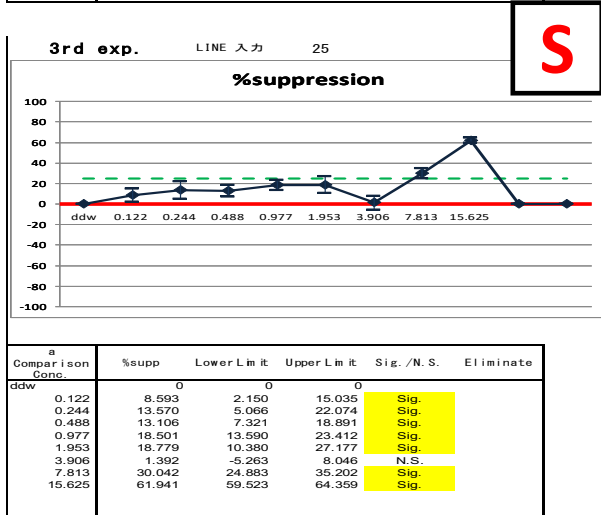 S
3rd exp. LINE 入力 25
%suppression
100
80
60
40
20
0
-20
-40
-60
-80
-100
ddw 0.122 0.244 0.488 0.977 1.953 3.906 7.813 15.625
a
Comparison Conc. %supp LowerLimit UpperLimit Sig./N.S. Eliminate
ddw 0 0 0
0.122 8.593 2.150 15.035 Sig.
0.244 13.570 5.066 22.074 Sig.
0.488 13.106 7.321 18.891 Sig.
0.977 18.501 13.590 23.412 Sig.
1.953 18.779 10.380 27.177 Sig.
3.906 1.392 -5.263 8.046 N.S.
7.813 30.042 24.883 35.202 Sig.
15.625 61.941 59.523 64.359 Sig.